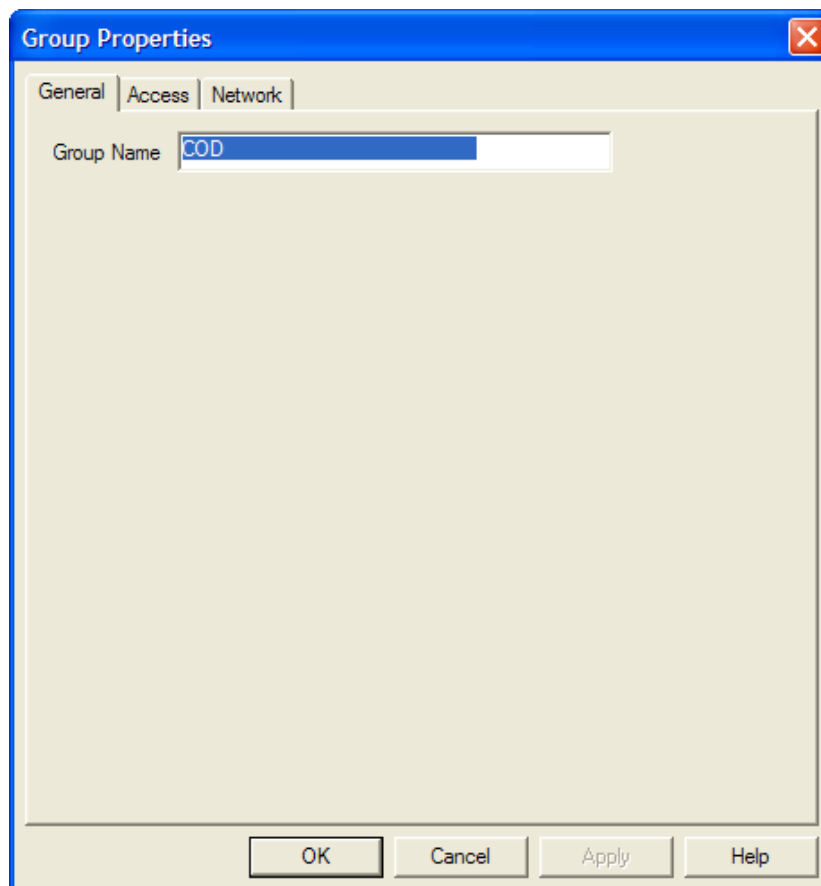 Group Properties
General Access Network
Group Name COD
OK Cancel Apply Help